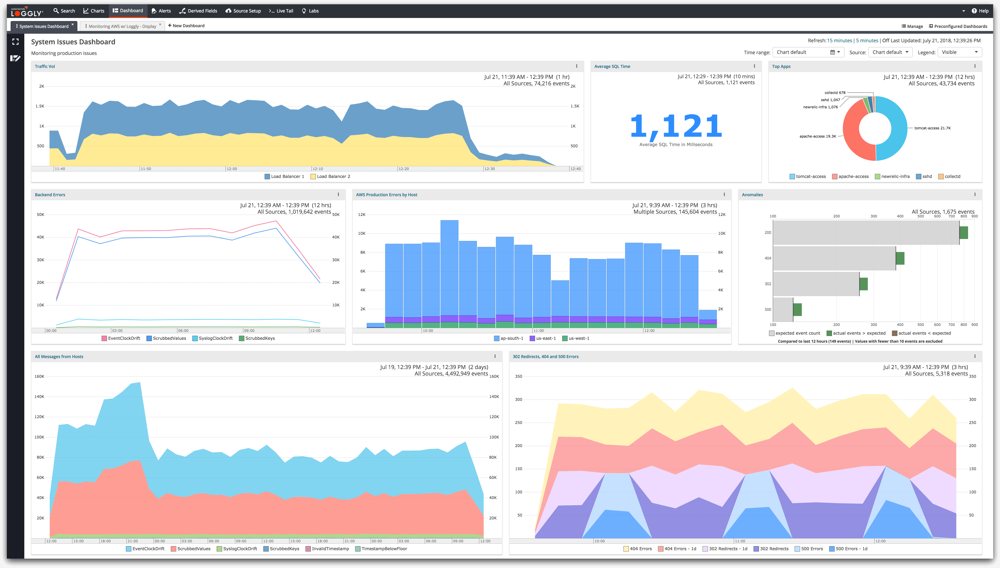 solarwinds
LOGGLY
Search
Charts
Dashboard
Alerts
Derived Fields
Source Setup
Live Tail
Labs
Help
System Issues Dashboard ×
Monitoring AWS w/ Loggly - Display ×
+ New Dashboard
Manage
Preconfigured Dashboards
System Issues Dashboard
Refresh: 15 minutes | 5 minutes | Off Last Updated: July 21, 2018, 12:39:26 PM
Monitoring production issues
Time range: Chart default
Source: Chart default
Legend: Visible
Traffic Vol
Jul 21, 11:39 AM - 12:39 PM (1 hr)
All Sources, 74,216 events
2K 2K
1.5K 1.5K
1K 1K
500 500
11:40 11:50 12:00 12:10 12:20 12:30 12:40
Load Balancer 1 Load Balancer 2
Average SQL Time
Jul 21, 12:29 - 12:39 PM (10 mins)
All Sources, 1,121 events
1,121
Average SQL Time in Milliseconds
Top Apps
Jul 21, 12:39 AM - 12:39 PM (12 hrs)
All Sources, 43,734 events
collectd 678
sshd 1,047
newrelic-infra 1,076
tomcat-access 21.7K
apache-access 19.3K
tomcat-access apache-access newrelic-infra sshd collectd
Backend Errors
Jul 21, 12:39 AM - 12:39 PM (12 hrs)
All Sources, 1,019,642 events
50K 50K
40K 40K
30K 30K
20K 20K
10K 10K
00:00 03:00 06:00 09:00 12:00
EventClockDrift ScrubbedValues SyslogClockDrift ScrubbedKeys
AWS Production Errors by Host
Jul 21, 9:39 AM - 12:39 PM (3 hrs)
Multiple Sources, 145,604 events
12K 12K
10K 10K
8K 8K
6K 6K
4K 4K
2K 2K
10:00 11:00 12:00
ap-south-1 us-east-1 us-west-1
Anomalies
All Sources, 1,675 events
100 200 300 400 500 600 700 800 900
200
404
302
500
100 200 300 400 500 600 700 800 900
expected event count actual events > expected actual events < expected
Compared to last 12 hours (149 events) | Values with fewer than 10 events are excluded
All Messages from Hosts
Jul 19, 12:39 PM - Jul 21, 12:39 PM (2 days)
All Sources, 4,492,949 events
160K 160K
140K 140K
120K 120K
100K 100K
80K 80K
60K 60K
40K 40K
20K 20K
12:00 15:00 18:00 21:00 00:00 03:00 06:00 09:00 12:00 15:00 18:00 21:00 00:00 03:00 06:00 09:00 12:00
EventClockDrift ScrubbedValues SyslogClockDrift ScrubbedKeys InvalidTimestamp TimestampBelowFloor
302 Redirects, 404 and 500 Errors
Jul 21, 9:39 AM - 12:39 PM (3 hrs)
All Sources, 5,318 events
350 350
300 300
250 250
200 200
150 150
100 100
50 50
10:00 11:00 12:00
404 Errors 404 Errors - 1d 302 Redirects - 1d 302 Redirects 500 Errors 500 Errors - 1d